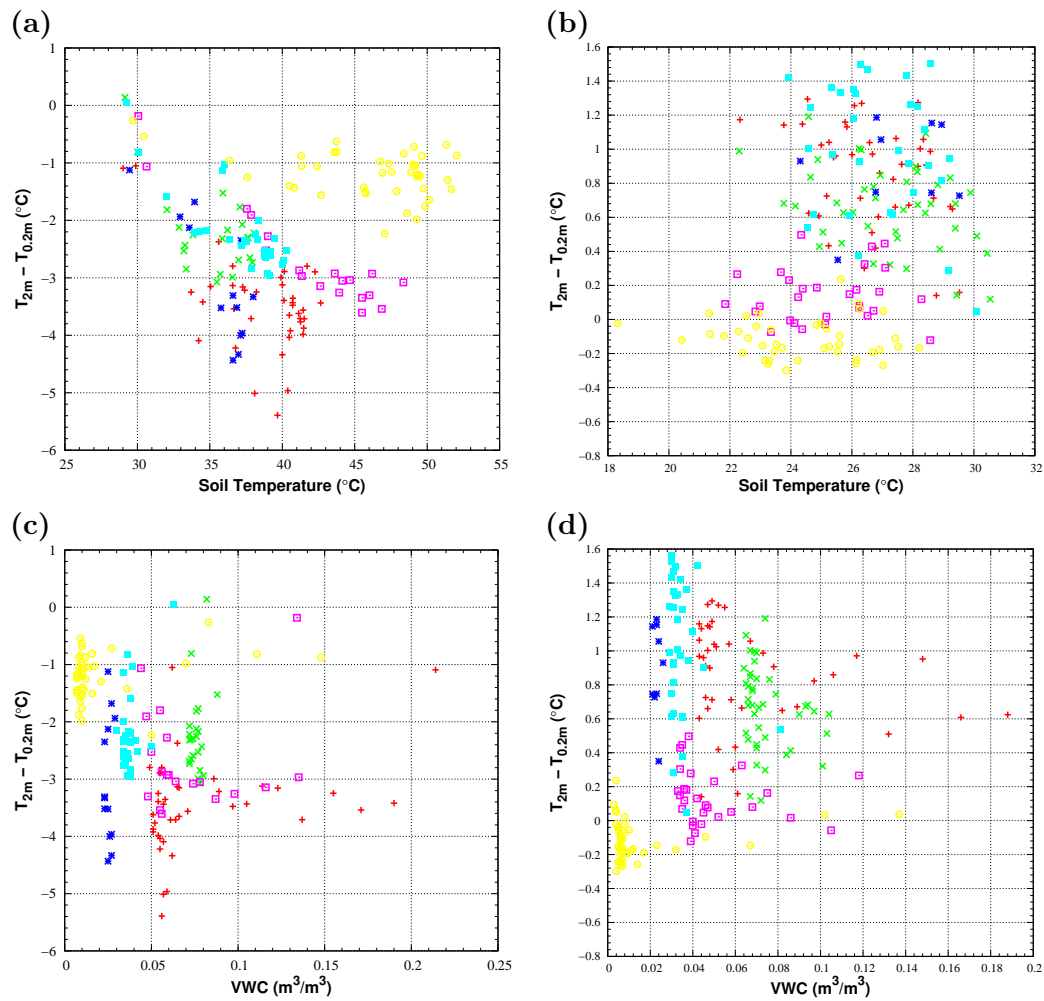 (a)
1
0
−1
−2
−3
−4
−5
−6
25 30 35 40 45 50 55
T2m − T0.2m (°C)
Soil Temperature (°C)
(b)
1.6
1.4
1.2
1
0.8
0.6
0.4
0.2
0
−0.2
−0.4
−0.6
−0.8
18 20 22 24 26 28 30 32
T2m − T0.2m (°C)
Soil Temperature (°C)
(c)
1
0
−1
−2
−3
−4
−5
−6
0 0.05 0.1 0.15 0.2 0.25
T2m − T0.2m (°C)
VWC (m³/m³)
(d)
1.6
1.4
1.2
1
0.8
0.6
0.4
0.2
0
−0.2
−0.4
−0.6
−0.8
0 0.02 0.04 0.06 0.08 0.1 0.12 0.14 0.16 0.18 0.2
T2m − T0.2m (°C)
VWC (m³/m³)